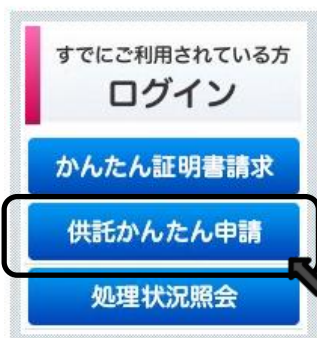 すでにご利用されている方
ログイン
かんたん証明書請求
供託かんたん申請
処理状況照会